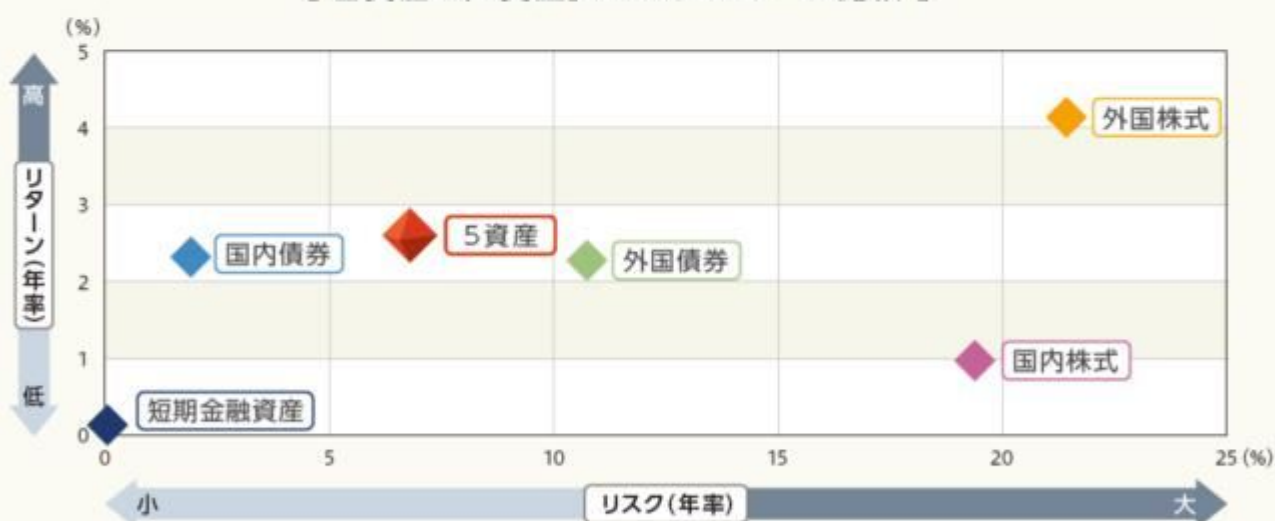 (%)
5
4
3
2
1
0
高
リターン(年率)
低
外国株式
5資産
国内債券
外国債券
国内株式
短期金融資産
0 5 10 15 20 25 (%)
小 リスク(年率) 大